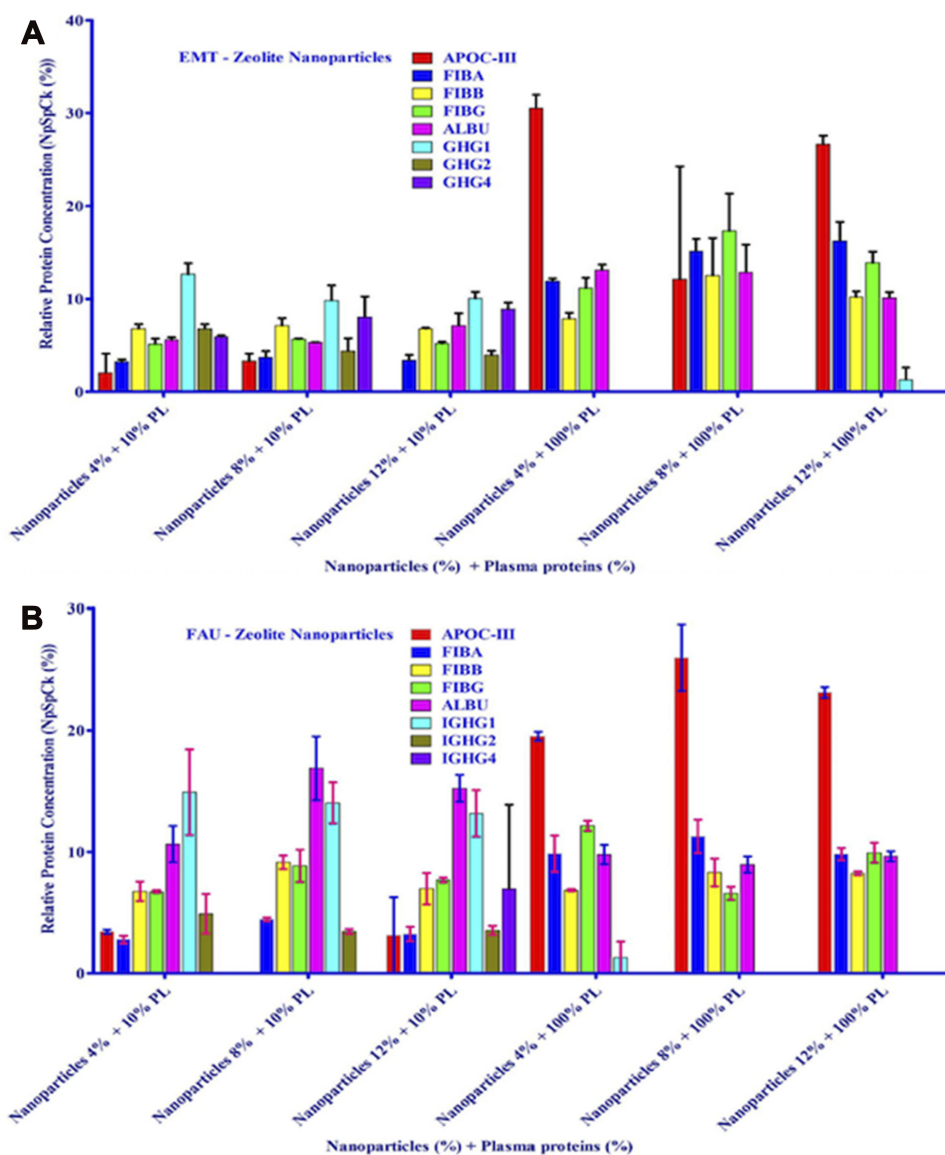 A
40
30
20
10
0
Relative Protein Concentration (NpSpCk (%))
EMT - Zeolite Nanoparticles
APOC-III
FIBA
FIBB
FIBG
ALBU
GHG1
GHG2
GHG4
Nanoparticles 4% + 10% PL
Nanoparticles 8% + 10% PL
Nanoparticles 12% + 10% PL
Nanoparticles 4% + 100% PL
Nanoparticles 8% + 100% PL
Nanoparticles 12% + 100% PL
Nanoparticles (%) + Plasma proteins (%)
B
30
20
10
0
Relative Protein Concentration (NpSpCk (%))
FAU - Zeolite Nanoparticles
APOC-III
FIBA
FIBB
FIBG
ALBU
IGHG1
IGHG2
IGHG4
Nanoparticles 4% + 10% PL
Nanoparticles 8% + 10% PL
Nanoparticles 12% + 10% PL
Nanoparticles 4% + 100% PL
Nanoparticles 8% + 100% PL
Nanoparticles 12% + 100% PL
Nanoparticles (%) + Plasma proteins (%)